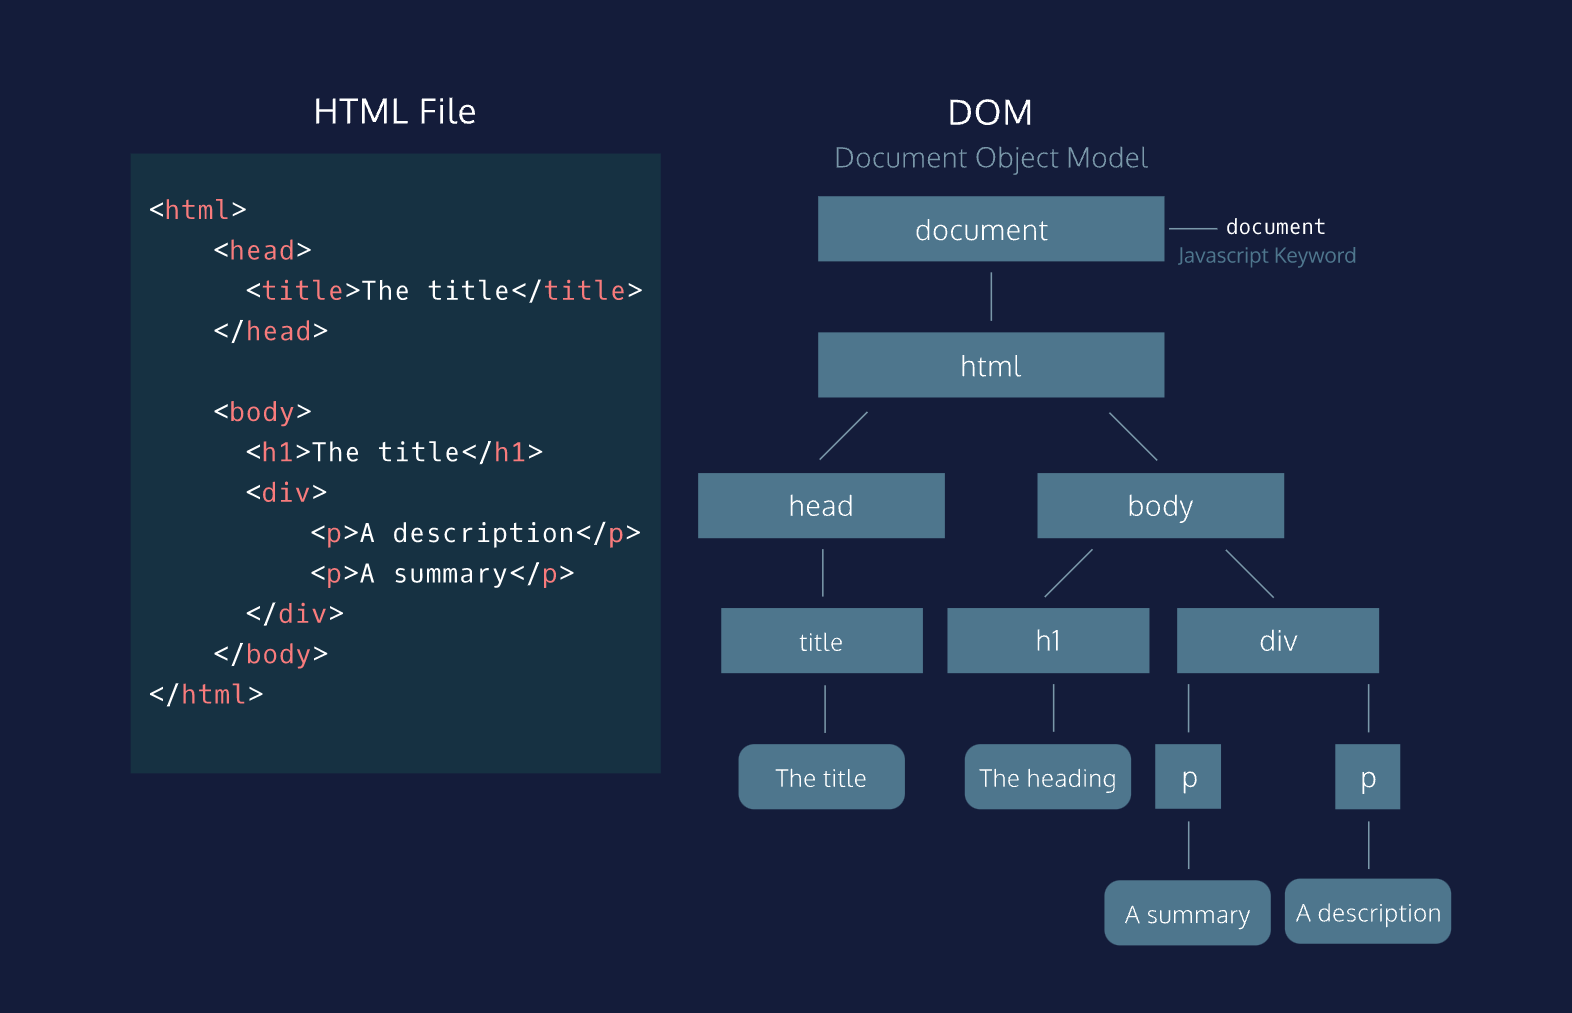 HTML File
<html>
<head>
<title>The title</title>
</head>
<body>
<h1>The title</h1>
<div>
<p>A description</p>
<p>A summary</p>
</div>
</body>
</html>
DOM
Document Object Model
document
document
Javascript Keyword
html
head
body
title
h1
div
The title
The heading
p
p
A summary
A description